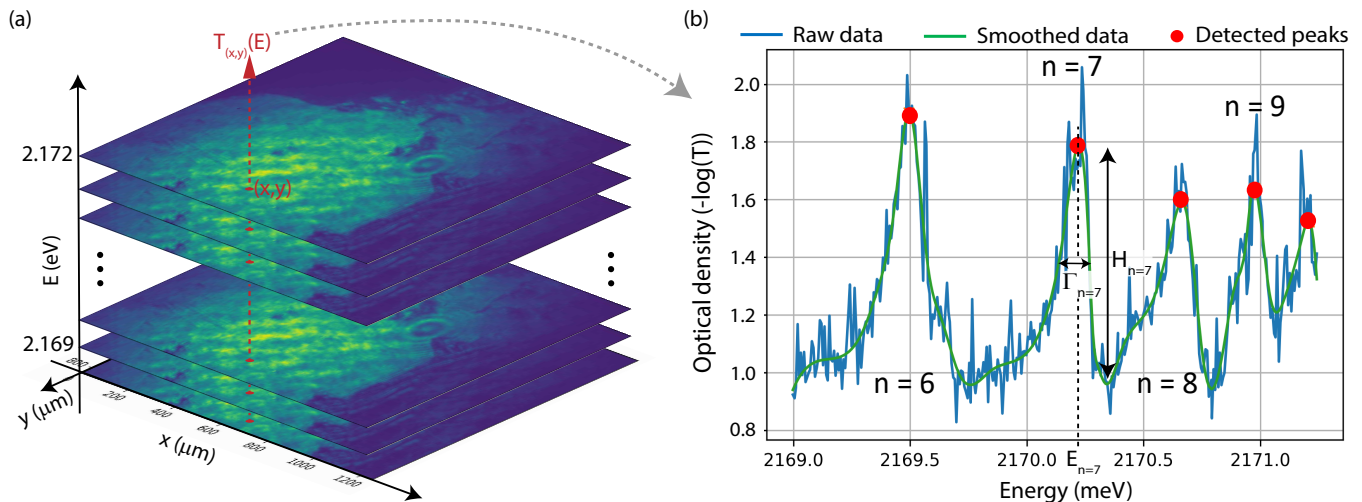 (a)
T(x,y)(E)
2.172
(x,y)
E (eV)
2.169
800
y (μm)
200
400
600
800
1000
1200
x (μm)
(b)
Raw data
Smoothed data
Detected peaks
n = 7
n = 9
n = 6
n = 8
Hn=7
Γn=7
Optical density (-log(T))
2.0
1.8
1.6
1.4
1.2
1.0
0.8
2169.0
2169.5
2170.0
En=7
2170.5
2171.0
Energy (meV)